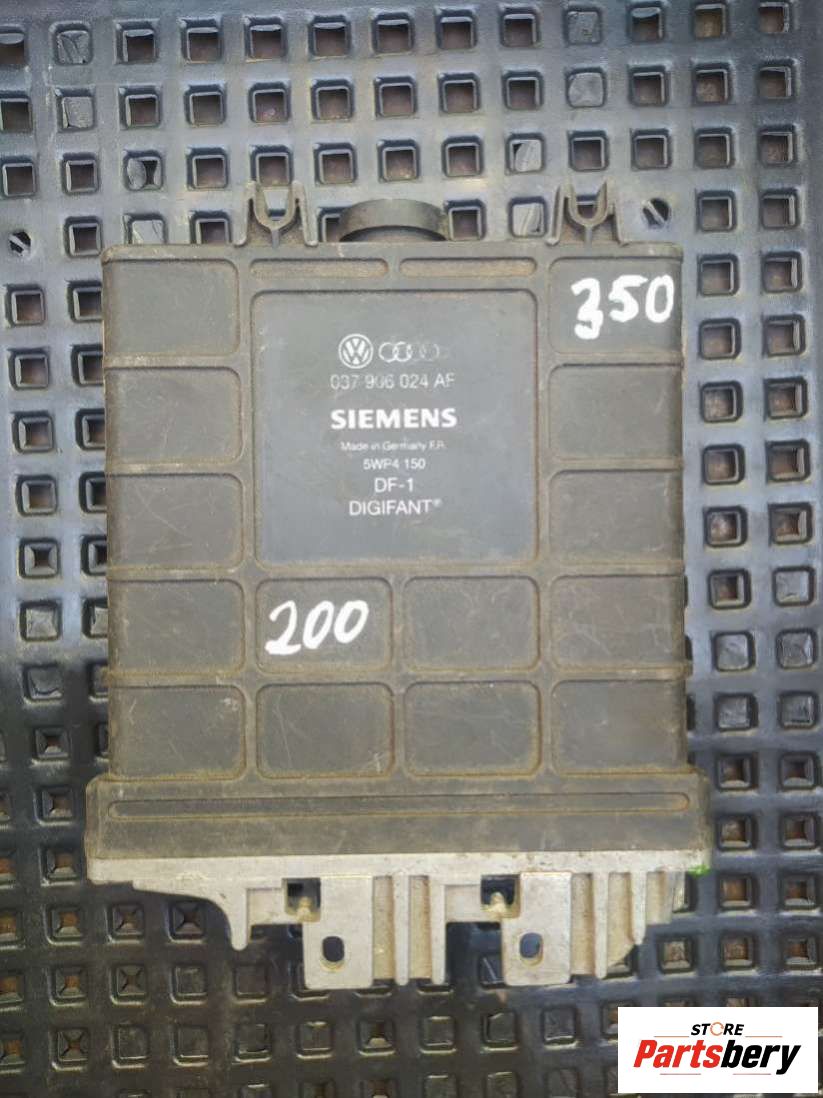 350
037 906 024 AF
SIEMENS
Made in Germany F.R.
5WP4 150
DF-1
DIGIFANT®
200
STORE
Partsbery